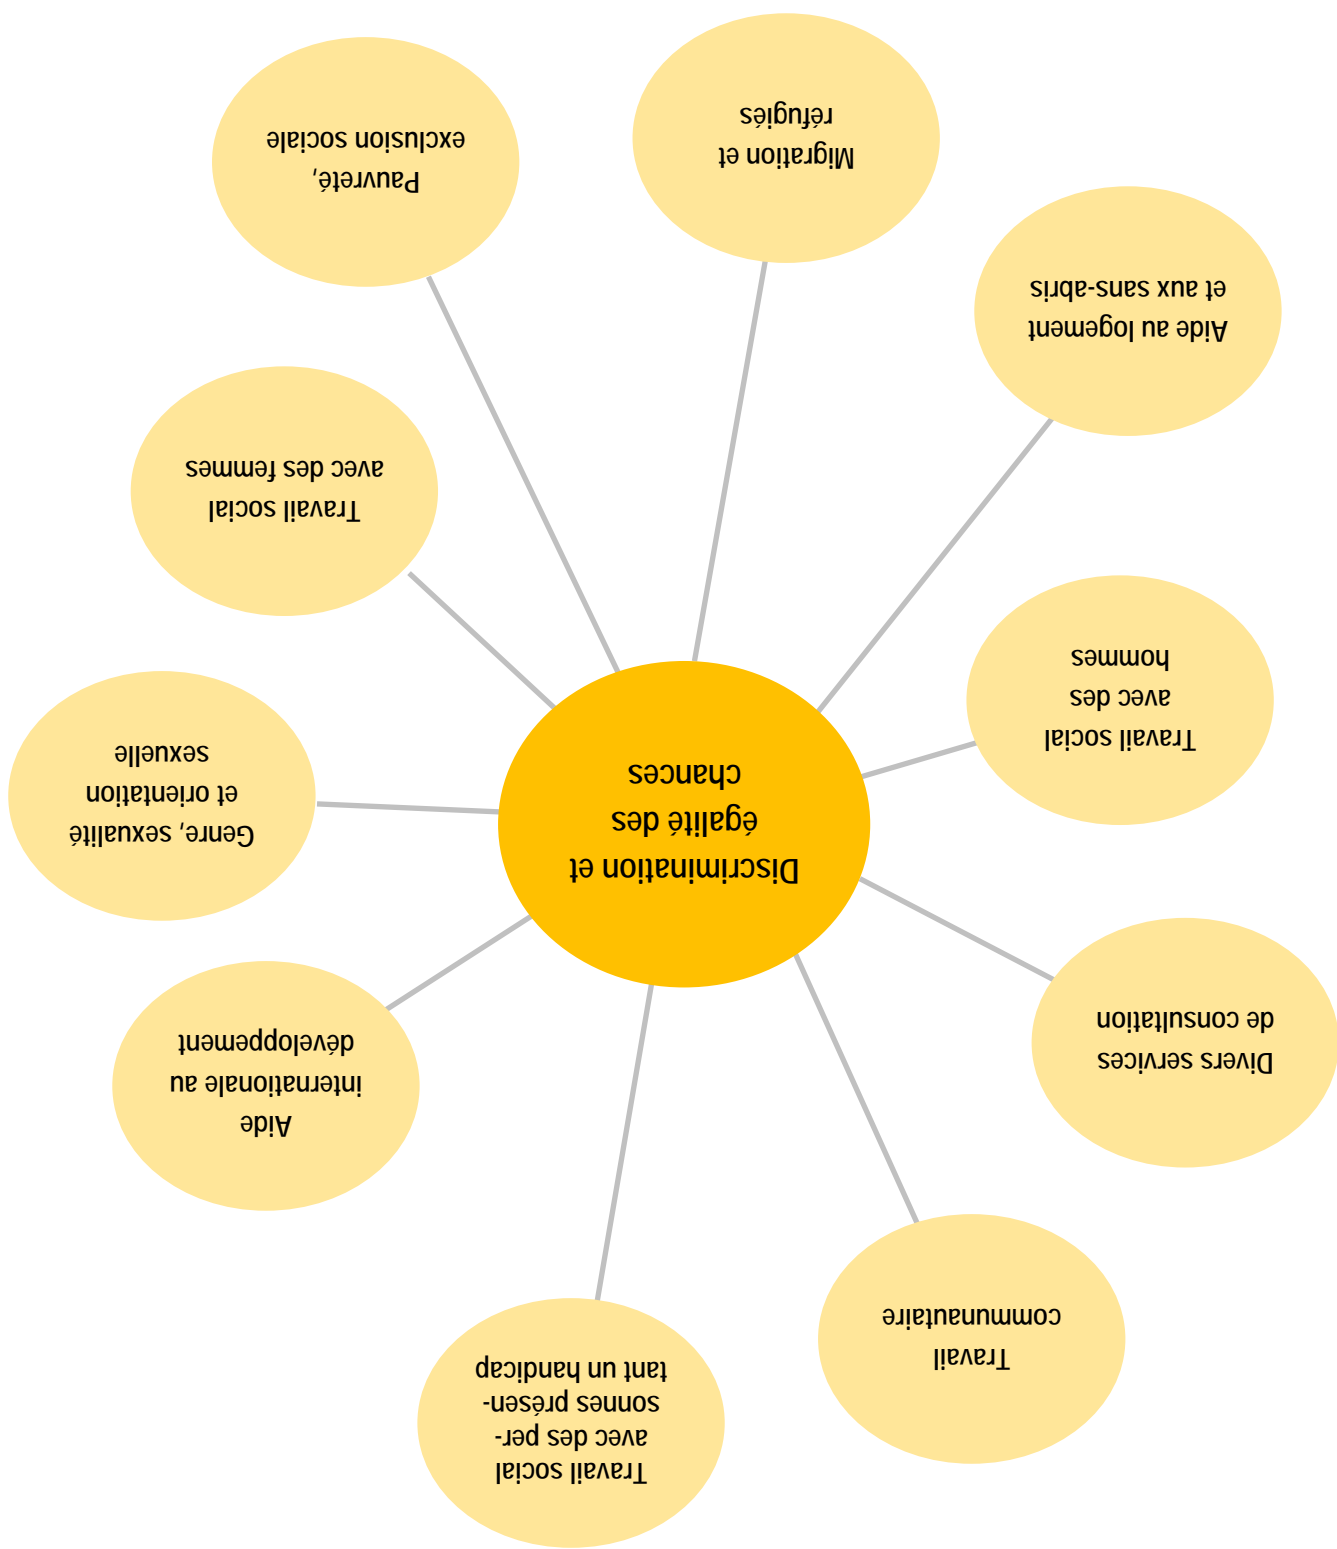 Travail social
avec des per-
sonnes présen-
tant un handicap
Travail
communautaire
Aide
internationale au
développement
Divers services
de consultation
Genre, sexualité
et orientation
sexuelle
Discrimination et
égalité des
chances
Travail social
avec des
hommes
Travail social
avec des femmes
Aide au logement
et aux sans-abris
Pauvreté,
exclusion sociale
Migration et
réfugiés